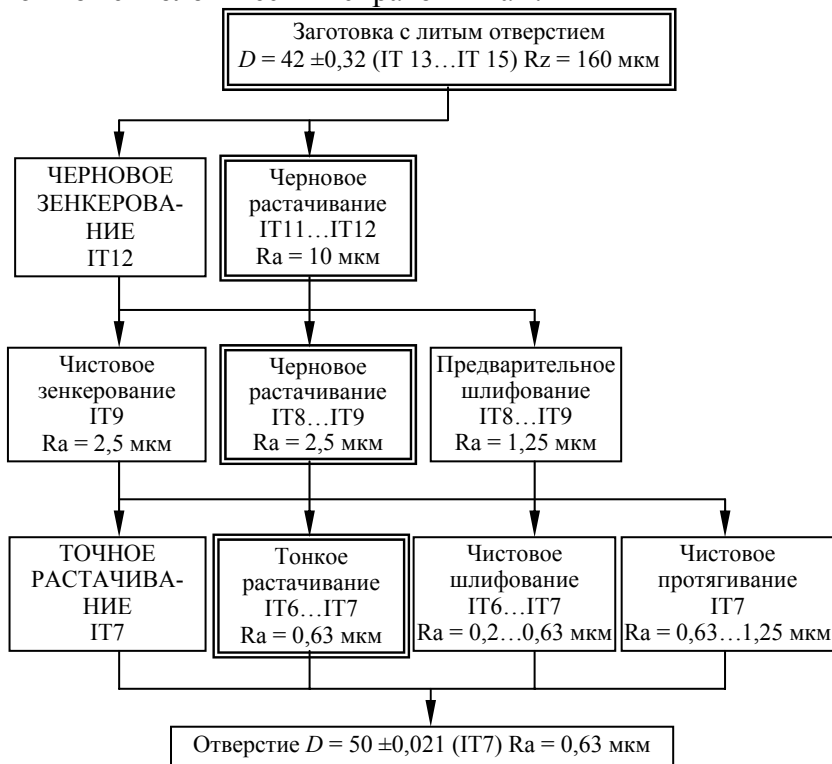 Заготовка с литым отверстием
D = 42 ±0,32 (IT 13…IT 15) Rz = 160 мкм
ЧЕРНОВОЕ
ЗЕНКЕРОВА-
НИЕ
IT12
Черновое
растачивание
IT11…IT12
Ra = 10 мкм
Чистовое
зенкерование
IT9
Ra = 2,5 мкм
Черновое
растачивание
IT8…IT9
Ra = 2,5 мкм
Предварительное
шлифование
IT8…IT9
Ra = 1,25 мкм
ТОЧНОЕ
РАСТАЧИВА-
НИЕ
IT7
Тонкое
растачивание
IT6…IT7
Ra = 0,63 мкм
Чистовое
шлифование
IT6…IT7
Ra = 0,2…0,63 мкм
Чистовое
протягивание
IT7
Ra = 0,63…1,25 мкм
Отверстие D = 50 ±0,021 (IT7) Ra = 0,63 мкм